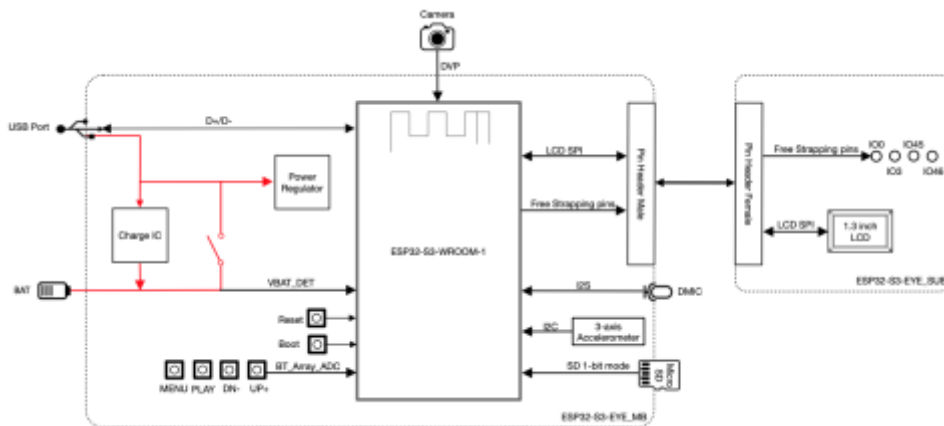 Camera
DVP
USB Port
D+/D-
Power
Regulator
Charge IC
BAT
VBAT_DET
Reset
Boot
BT_Array_ADC
MENU PLAY DN- UP+
ESP32-S3-WROOM-1
LCD SPI
Free Strapping pins
Pin Header Male
I2S
DMIC
I2C
3-axis
Accelerometer
SD 1-bit mode
Micro
SD
ESP32-S3-EYE_MB
Pin Header Female
Free Strapping pins
IO0
IO45
IO3
IO46
LCD SPI
1.3 inch
LCD
ESP32-S3-EYE_SUB